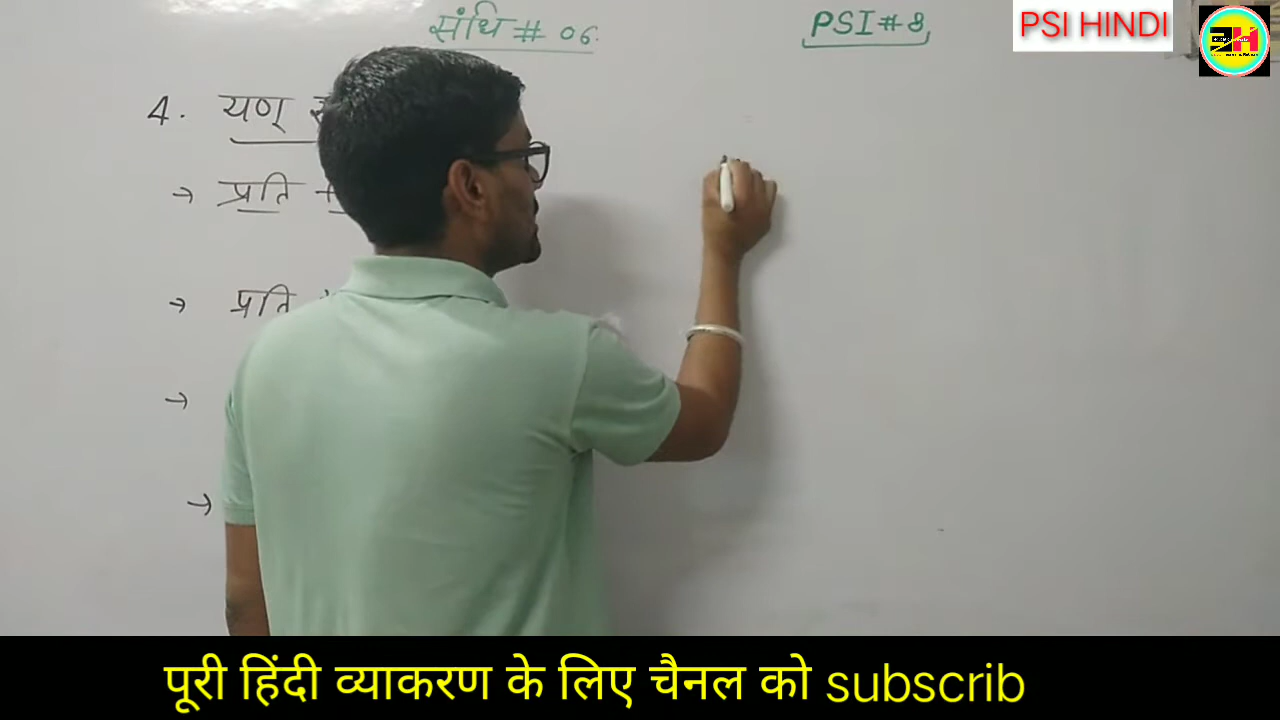 संधि # 06.
PSI # 8
PSI HINDI
4. यण्
→ प्रति +
→ प्रति
→
→
पूरी हिंदी व्याकरण के लिए चैनल को subscrib